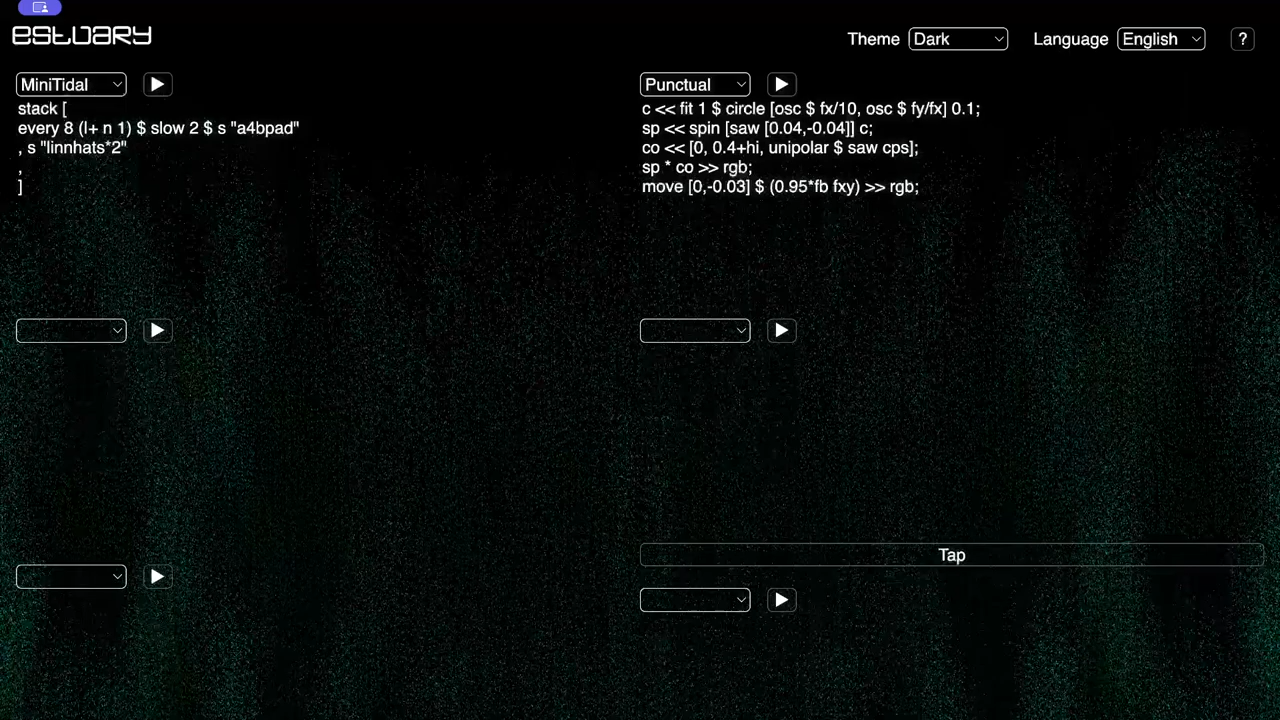 estuary
Theme Dark Language English ?
MiniTidal
stack [
every 8 (|+ n 1) $ slow 2 $ s "a4bpad"
, s "linnhats*2"
,
]
Punctual
c << fit 1 $ circle [osc $ fx/10, osc $ fy/fx] 0.1;
sp << spin [saw [0.04,-0.04]] c;
co << [0, 0.4+hi, unipolar $ saw cps];
sp * co >> rgb;
move [0,-0.03] $ (0.95*fb fxy) >> rgb;
Tap